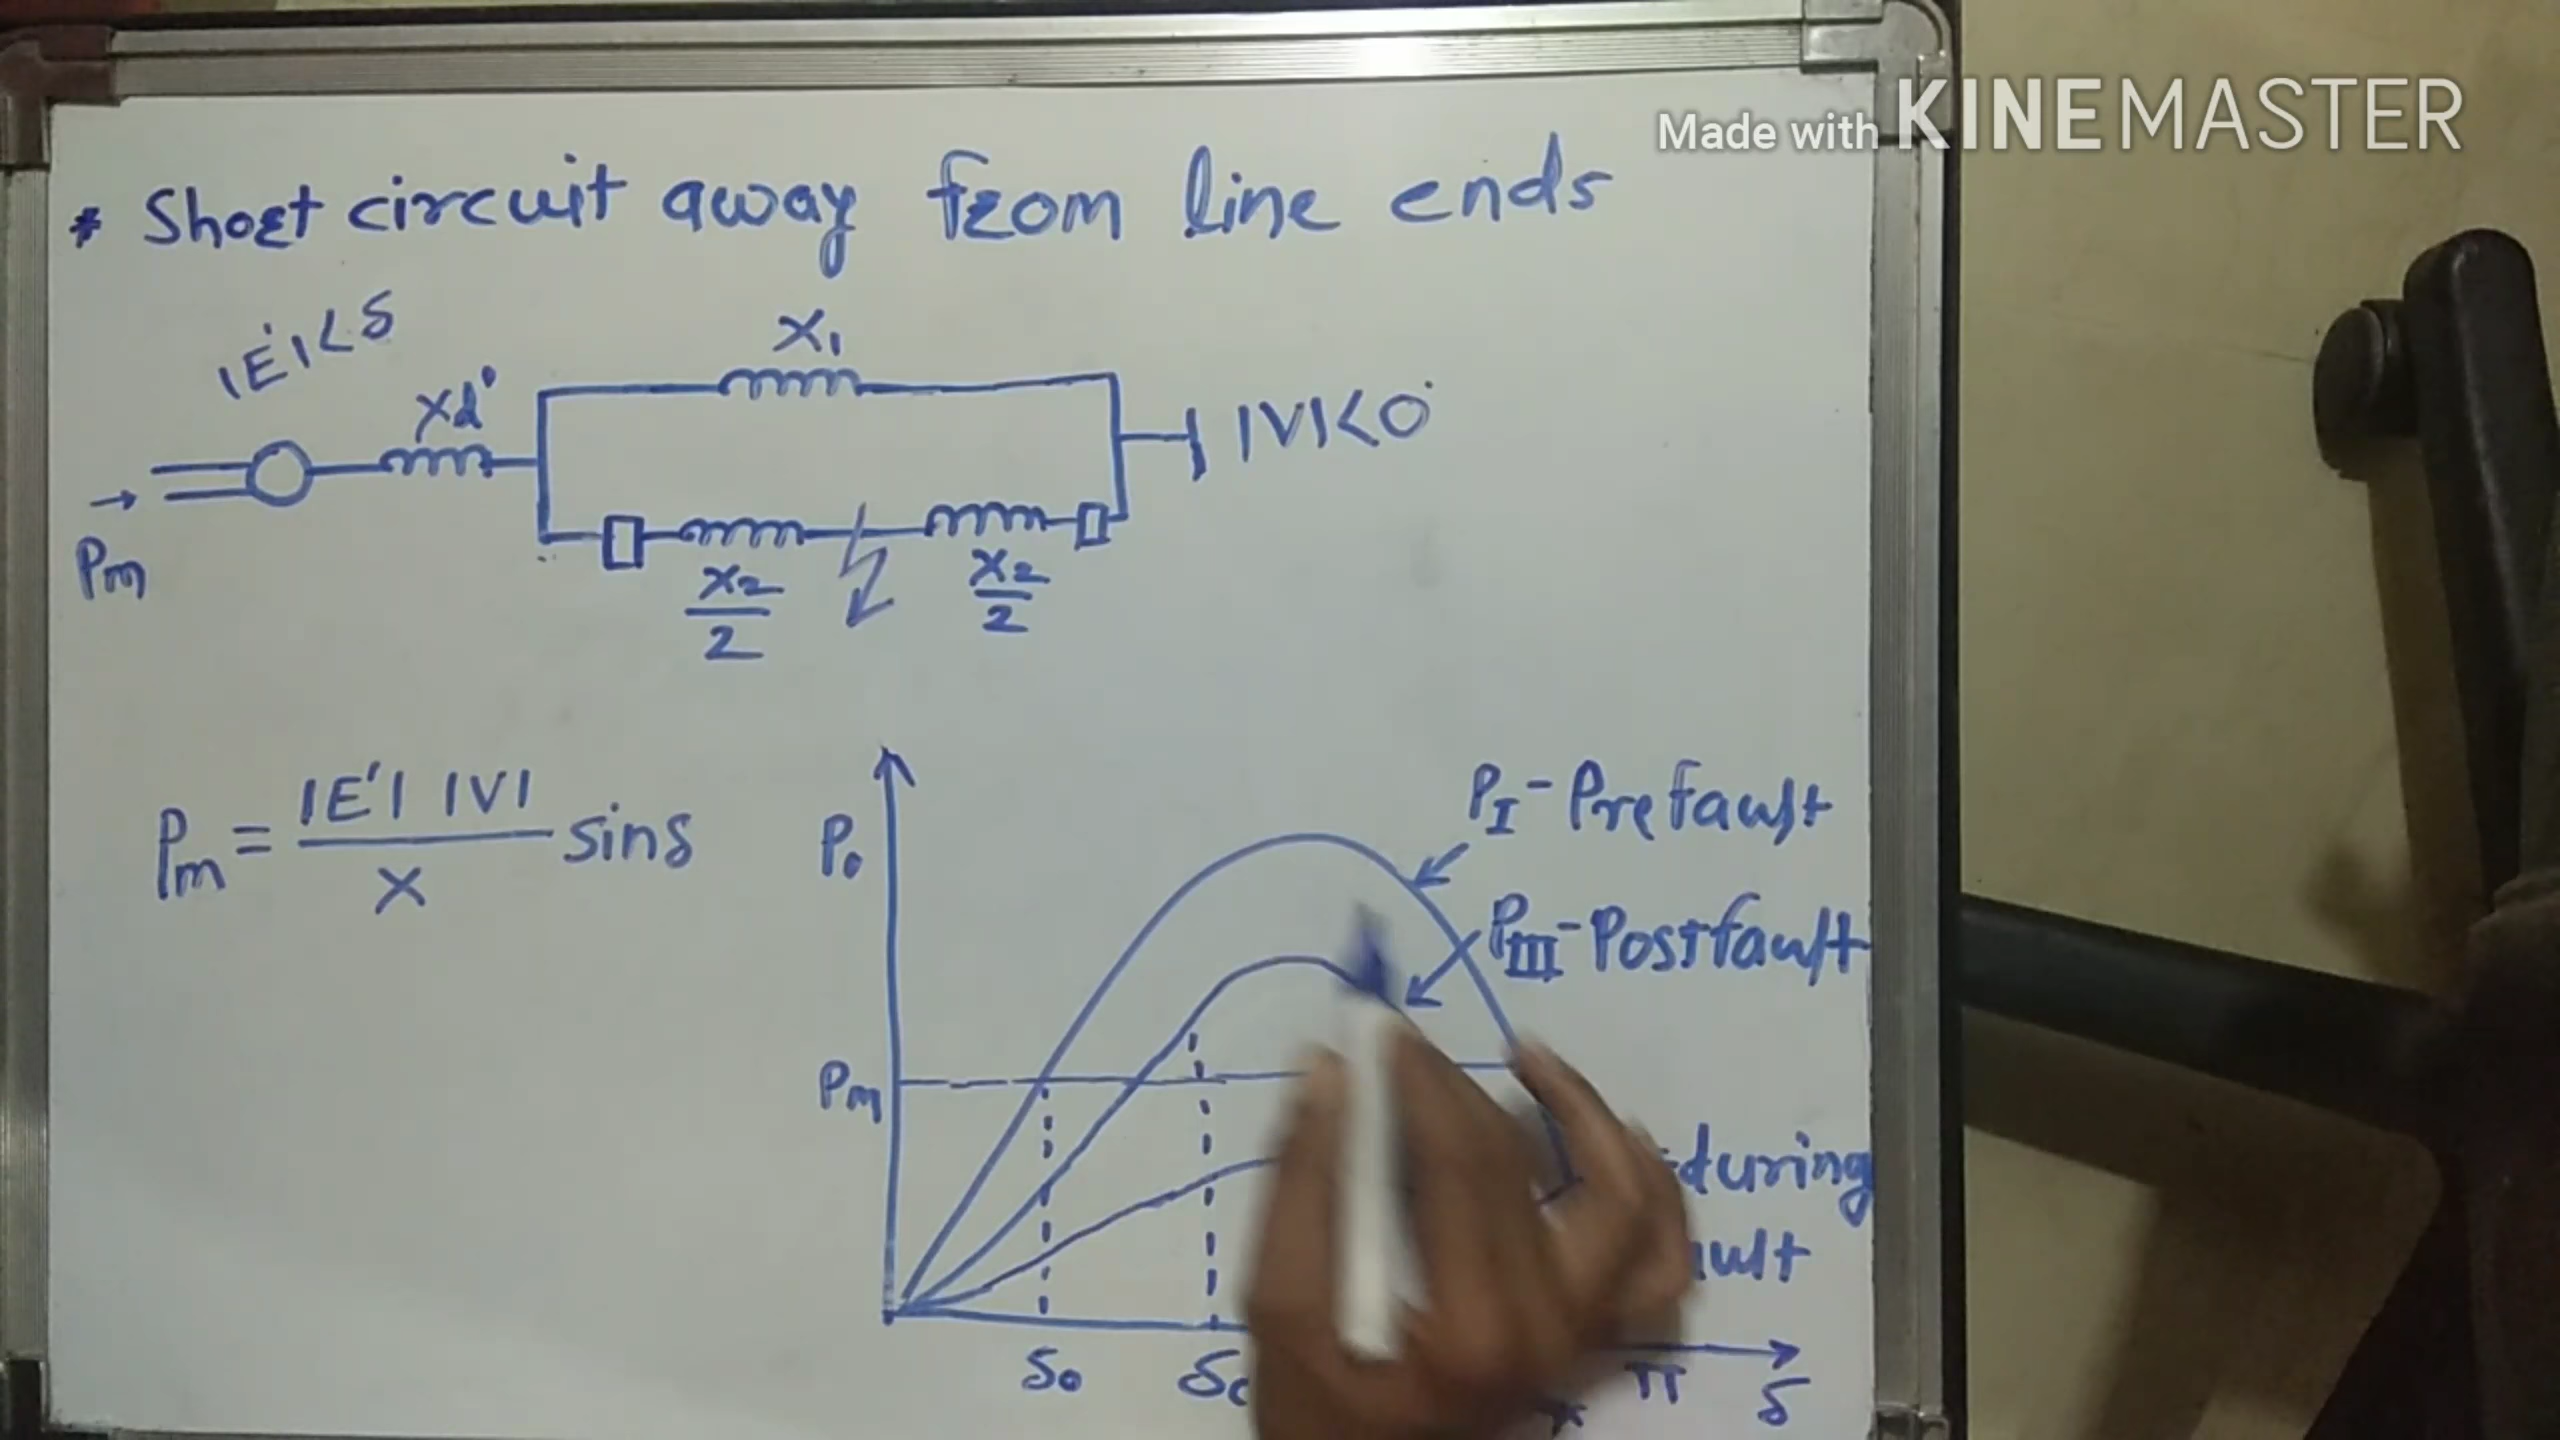 Made with KINEMASTER
* Short circuit away from line ends
|E'|<δ
Xd'
X1
|V|<0°
Pm
X2/2
X2/2
Pm = |E'| |V| / X sinδ
Pe
PI - Prefault
PIII - Postfault
Pm
during
δ0
δc
π
δ